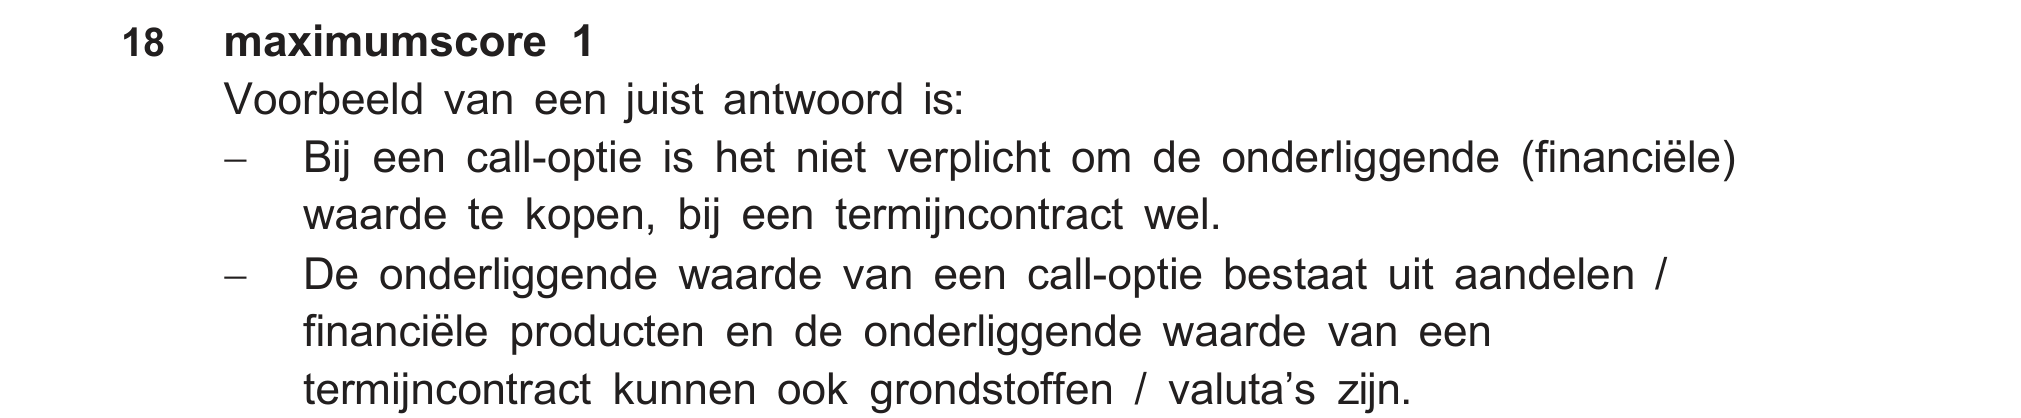 18 maximumscore 1
Voorbeeld van een juist antwoord is:
− Bij een call-optie is het niet verplicht om de onderliggende (financiële)
waarde te kopen, bij een termijncontract wel.
− De onderliggende waarde van een call-optie bestaat uit aandelen /
financiële producten en de onderliggende waarde van een
termijncontract kunnen ook grondstoffen / valuta’s zijn.